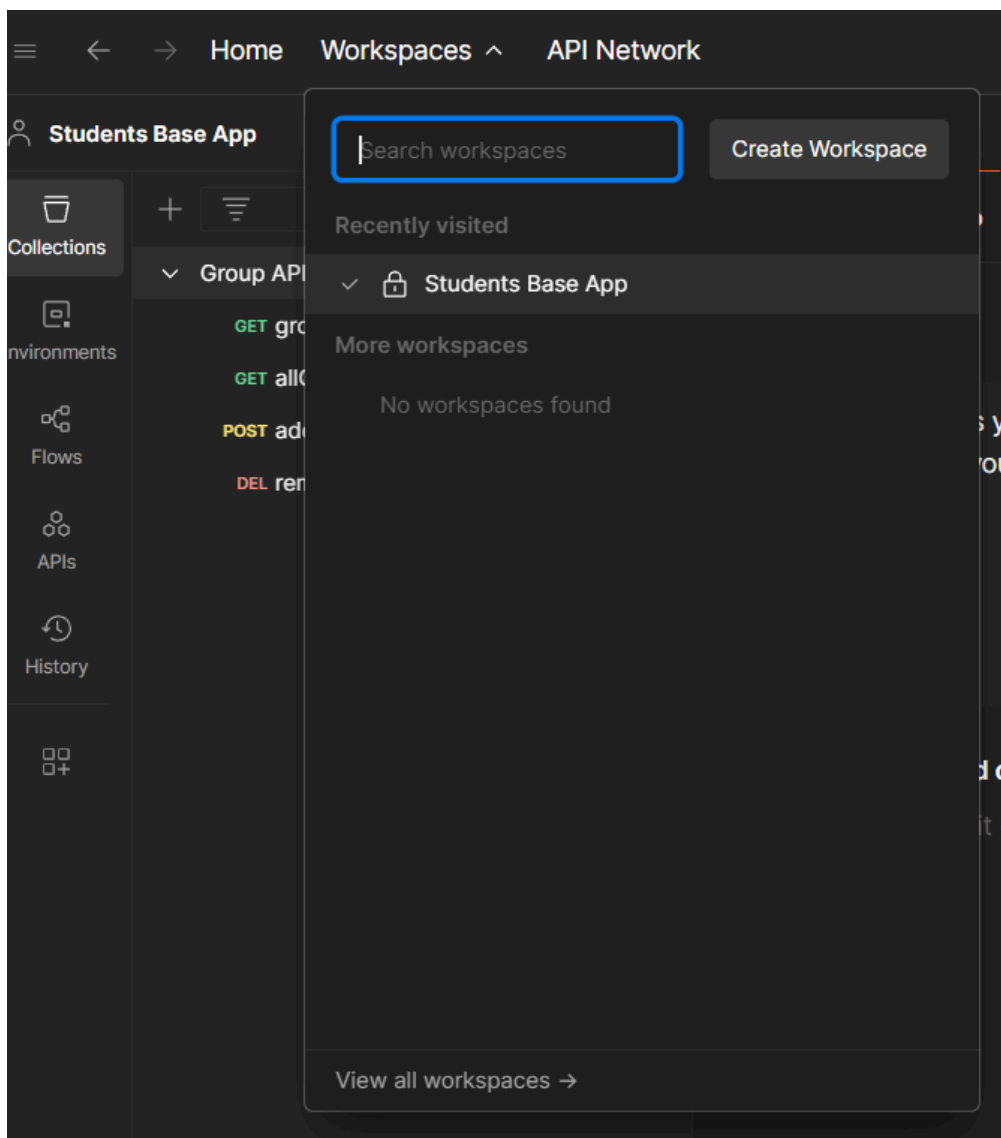 Home Workspaces API Network
Students Base App
Search workspaces
Create Workspace
Collections
Recently visited
Group API
Students Base App
GET
More workspaces
GET
No workspaces found
Flows
POST
DEL
APIs
History
View all workspaces →